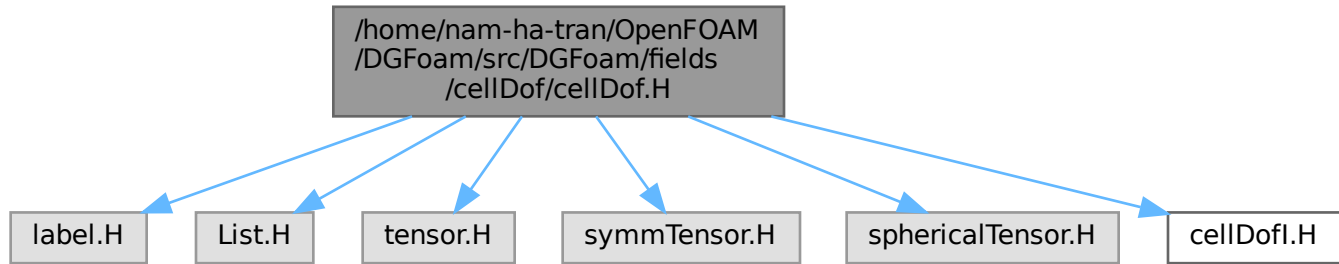 /home/nam-ha-tran/OpenFOAM
/DGFoam/src/DGFoam/fields
/cellDof/cellDof.H
label.H
List.H
tensor.H
symmTensor.H
sphericalTensor.H
cellDofI.H